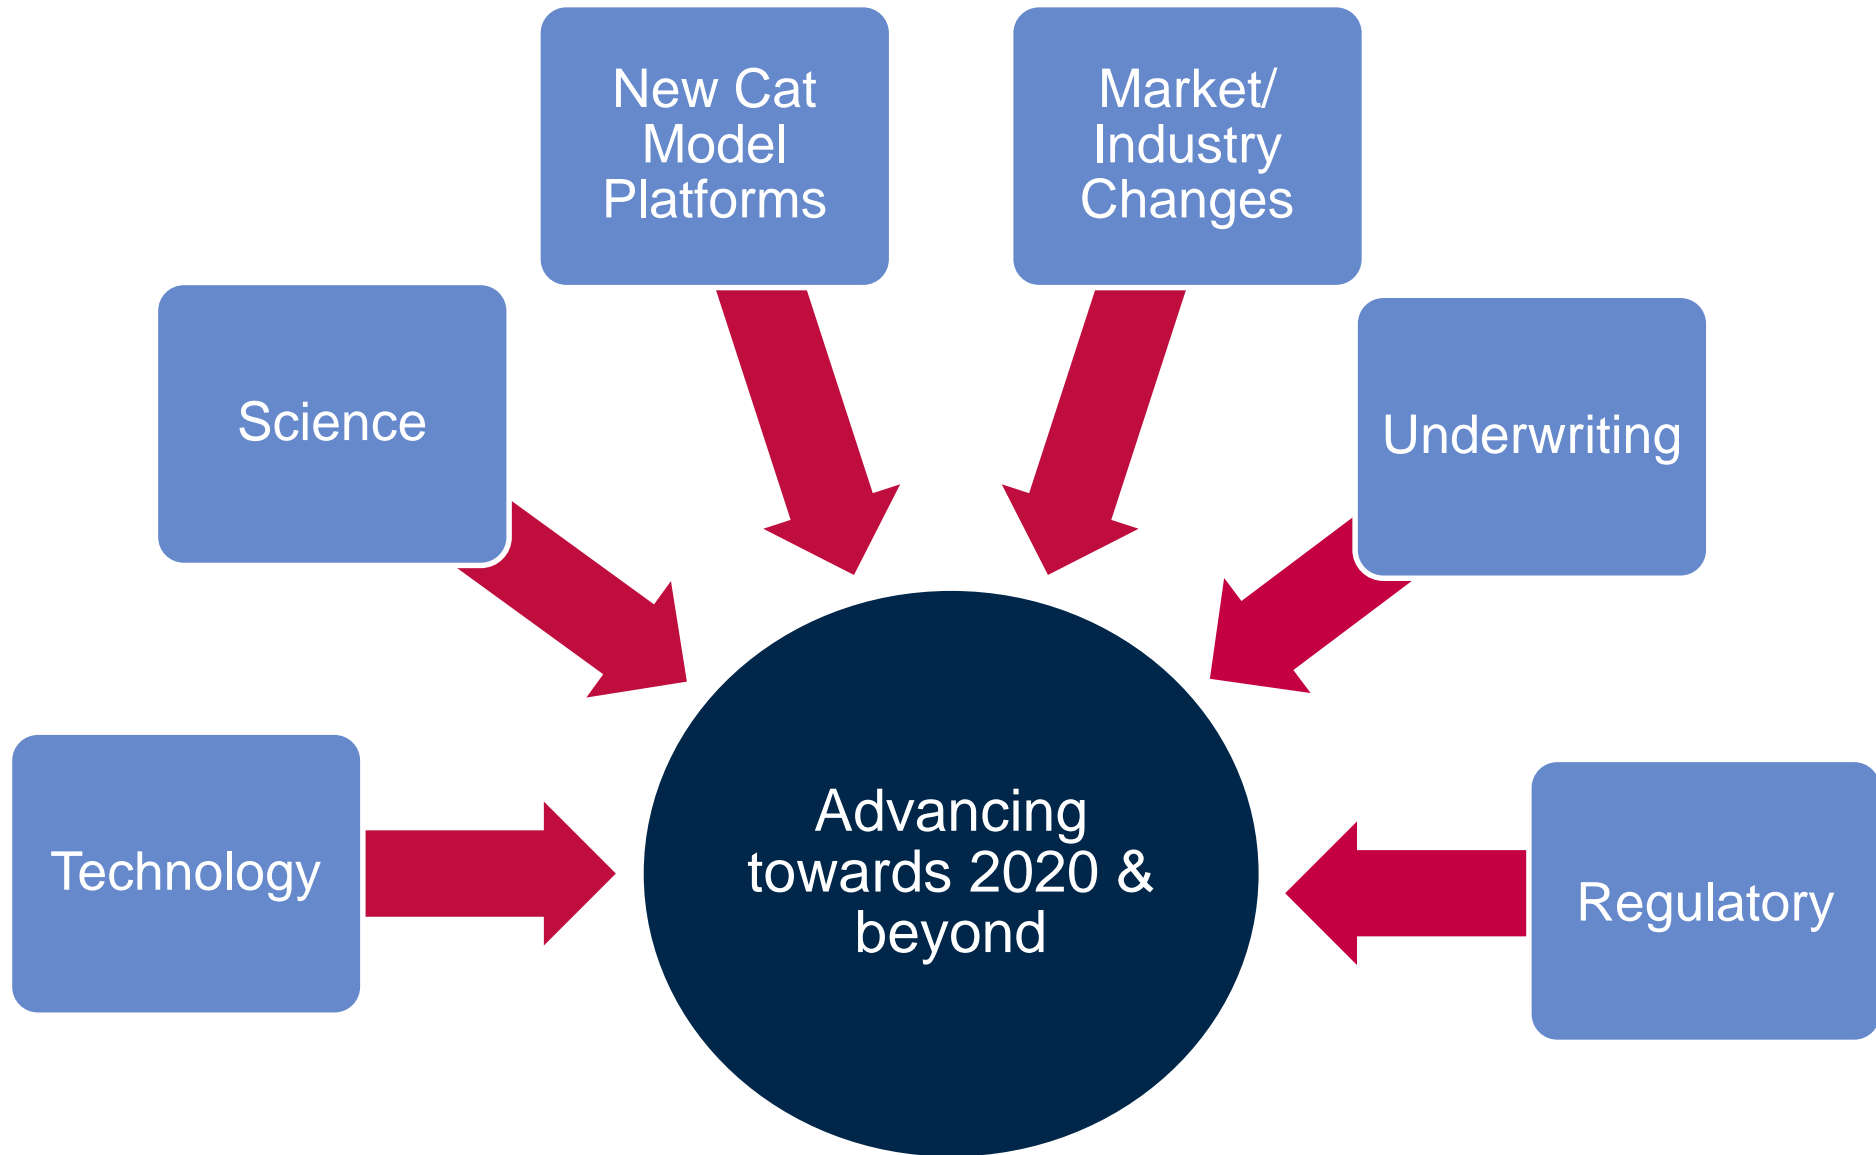 New Cat
Model
Platforms
Market/
Industry
Changes
Science
Underwriting
Technology
Advancing
towards 2020 &
beyond
Regulatory